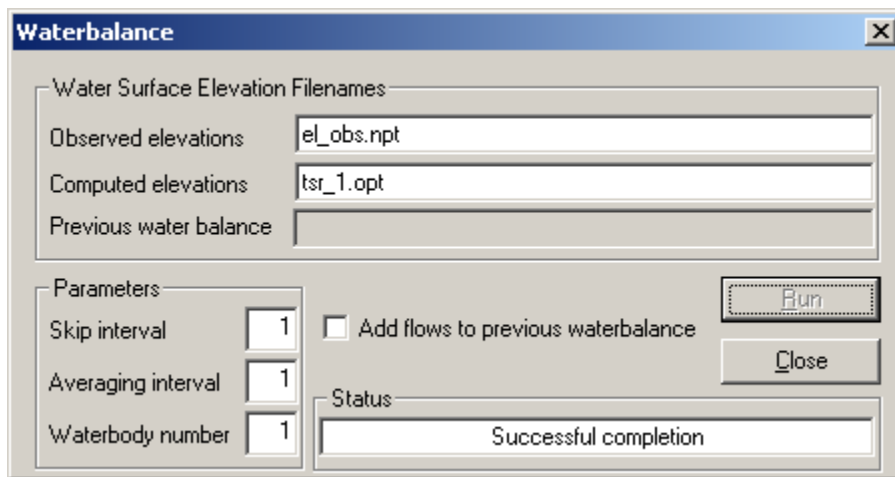 Waterbalance
Water Surface Elevation Filenames
Observed elevations el_obs.npt
Computed elevations tsr_1.opt
Previous water balance
Parameters
Skip interval 1
Averaging interval 1
Waterbody number 1
Add flows to previous waterbalance
Run
Close
Status
Successful completion